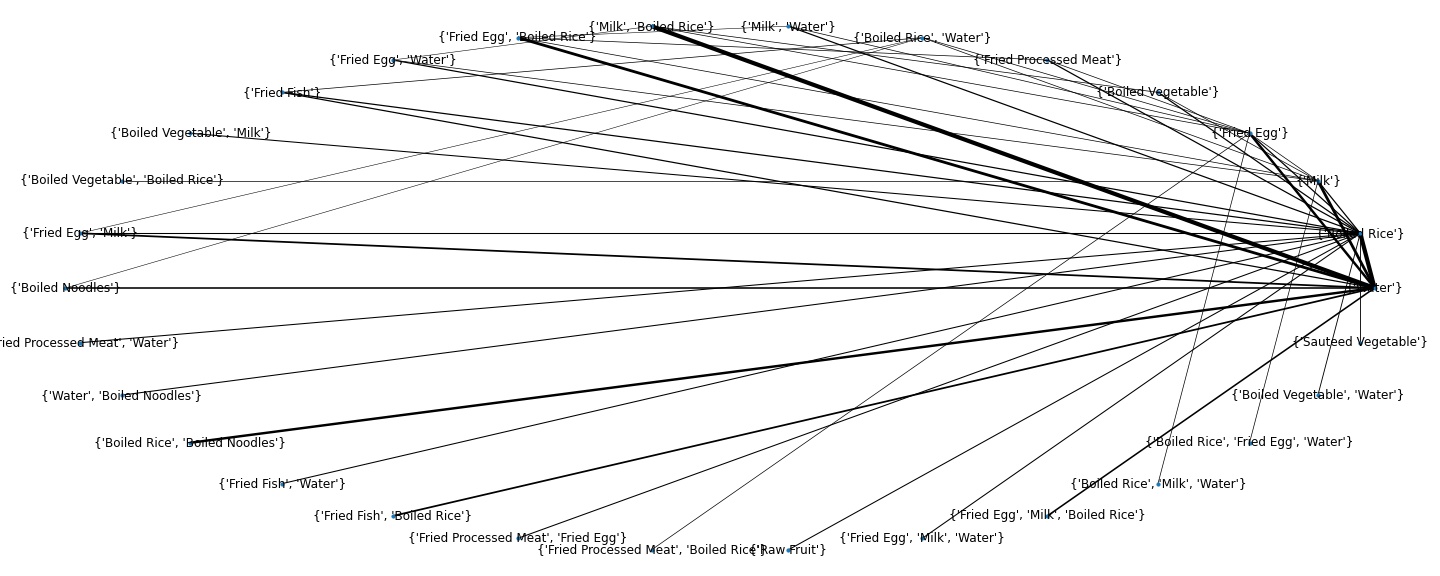 {'Milk', 'Boiled Rice'}
{'Milk', 'Water'}
{'Fried Egg', 'Boiled Rice'}
{'Boiled Rice', 'Water'}
{'Fried Egg', 'Water'}
{'Fried Processed Meat'}
{'Fried Fish'}
{'Boiled Vegetable'}
{'Boiled Vegetable', 'Milk'}
{'Fried Egg'}
{'Boiled Vegetable', 'Boiled Rice'}
{'Milk'}
{'Fried Egg', 'Milk'}
{'Boiled Rice'}
{'Boiled Noodles'}
{'Water'}
ried Processed Meat', 'Water'}
{'Sauteed Vegetable'}
{'Water', 'Boiled Noodles'}
{'Boiled Vegetable', 'Water'}
{'Boiled Rice', 'Boiled Noodles'}
{'Boiled Rice', 'Fried Egg', 'Water'}
{'Fried Fish', 'Water'}
{'Boiled Rice', 'Milk', 'Water'}
{'Fried Fish', 'Boiled Rice'}
{'Fried Egg', 'Milk', 'Boiled Rice'}
{'Fried Processed Meat', 'Fried Egg'}
{'Fried Egg', 'Milk', 'Water'}
{'Fried Processed Meat', 'Boiled Rice'}
{'Raw Fruit'}